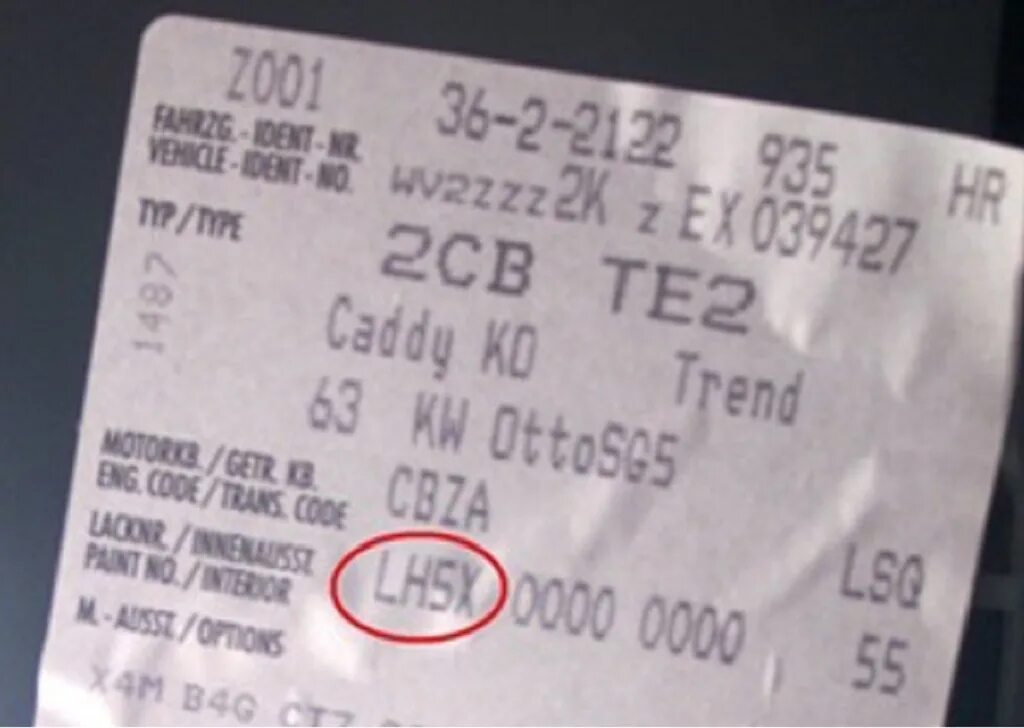 Z001 36-2-2122 935 HR
FAHRZG.-IDENT-NR.
VEHICLE-IDENT-NO. WV2ZZZ2K Z EX039427
TYP/TYPE 2CB TE2
1487
Caddy KO Trend
63 KW OttoSG5
MOTORKB./GETR. KB.
ENG. CODE/TRANS. CODE CBZA
LACKNR./INNENAUSST. LSQ
PAINT NO./INTERIOR LH5X 0000 0000 55
M.-AUSST./OPTIONS
X4M B4G